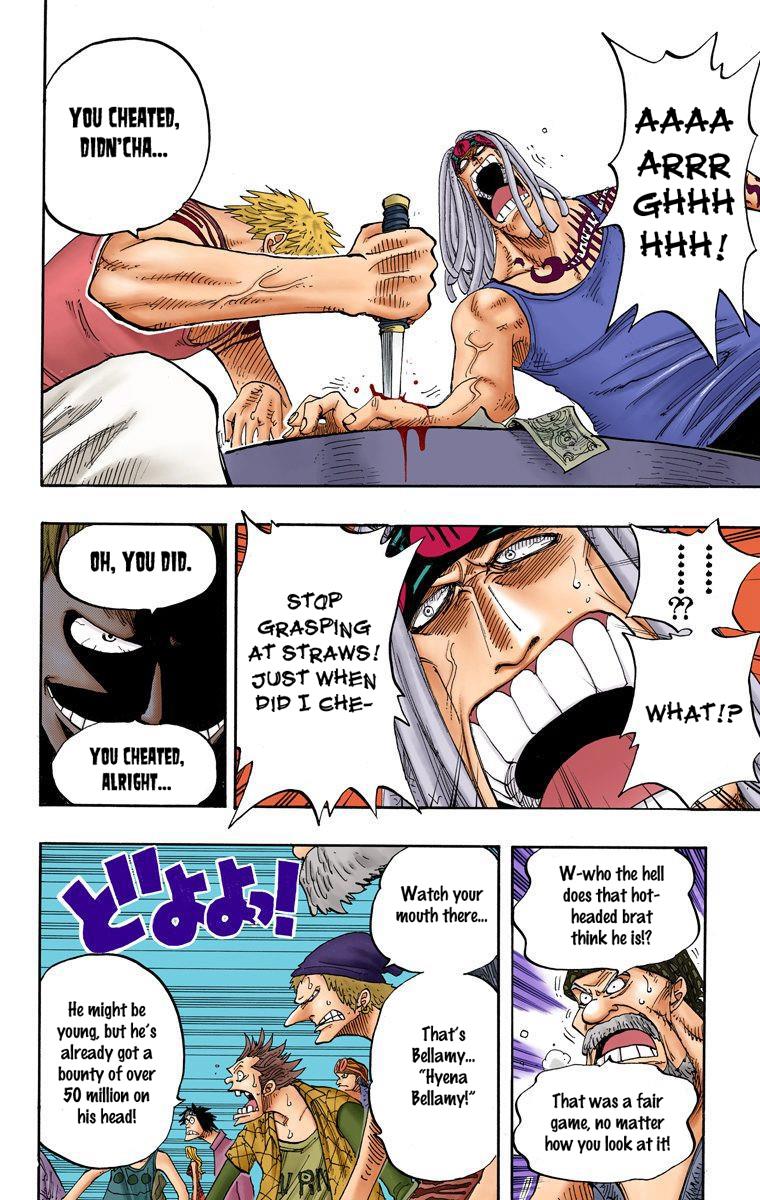 AAAA
ARRR
GHHH
HHH!
YOU CHEATED,
DIDN'CHA...
......
...??
WHAT!?
STOP
GRASPING
AT STRAWS!
JUST WHEN
DID I CHE-
OH, YOU DID.
YOU CHEATED,
ALRIGHT...
W-who the hell
does that hot-
headed brat
think he is!?
That was a fair
game, no matter
how you look at it!
Watch your
mouth there...
That's
Bellamy...
"Hyena
Bellamy!"
どよよっ!
He might be
young, but he's
already got a
bounty of over
50 million on
his head!